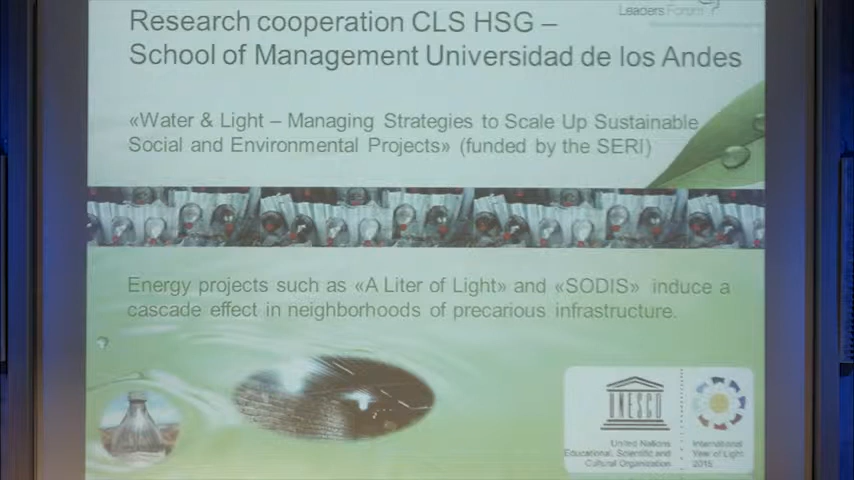 Leaders Forum
Research cooperation CLS HSG –
School of Management Universidad de los Andes
«Water & Light – Managing Strategies to Scale Up Sustainable
Social and Environmental Projects» (funded by the SERI)
Energy projects such as «A Liter of Light» and «SODIS» induce a
cascade effect in neighborhoods of precarious infrastructure.
UNESCO
United Nations
Educational, Scientific and
Cultural Organization
International
Year of Light
2015